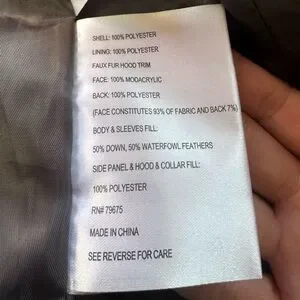 SHELL: 100% POLYESTER
LINING: 100% POLYESTER
FAUX FUR HOOD TRIM
FACE: 100% MODACRYLIC
BACK: 100% POLYESTER
(FACE CONSTITUTES 93% OF FABRIC AND BACK 7%)
BODY & SLEEVES FILL:
50% DOWN, 50% WATERFOWL FEATHERS
SIDE PANEL & HOOD & COLLAR FILL:
100% POLYESTER
RN# 79675
MADE IN CHINA
SEE REVERSE FOR CARE